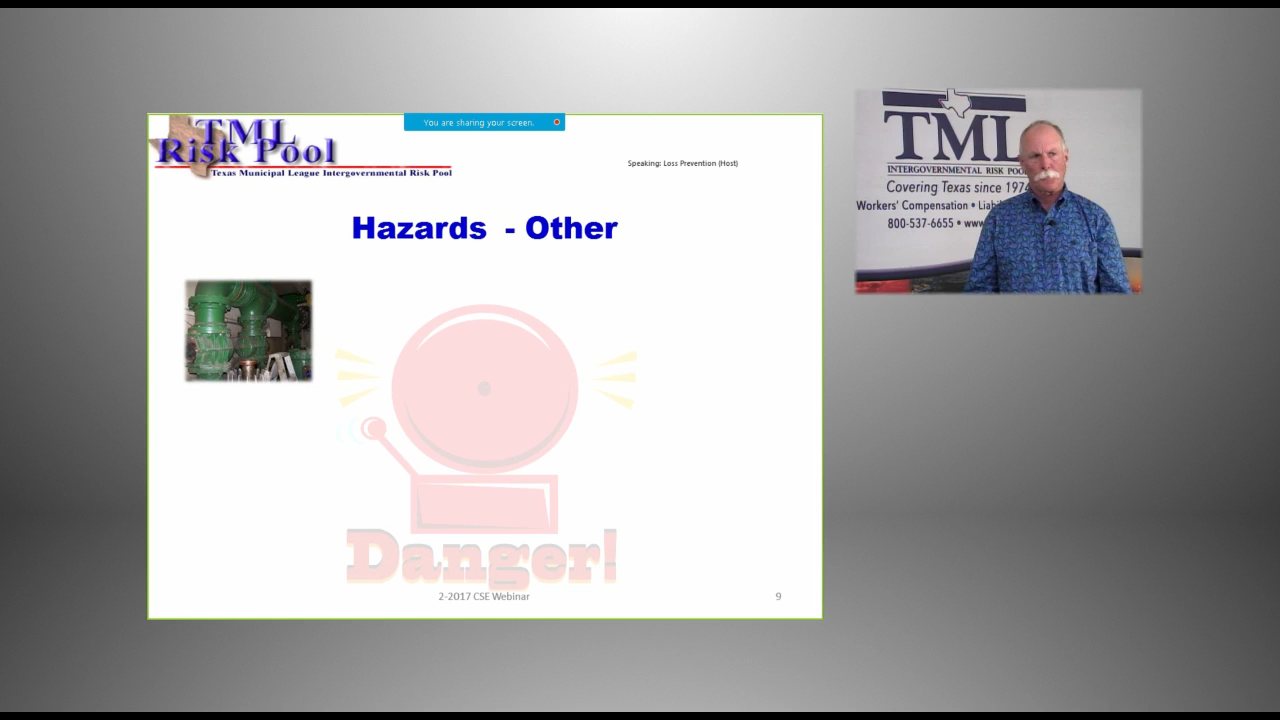 You are sharing your screen.
TML
Risk Pool
Texas Municipal League Intergovernmental Risk Pool
Speaking: Loss Prevention (Host)
Hazards - Other
Danger!
2-2017 CSE Webinar
9
TML
INTERGOVERNMENTAL RISK
Covering Texas since 1974
Workers' Compensation •
800-537-6655 • www